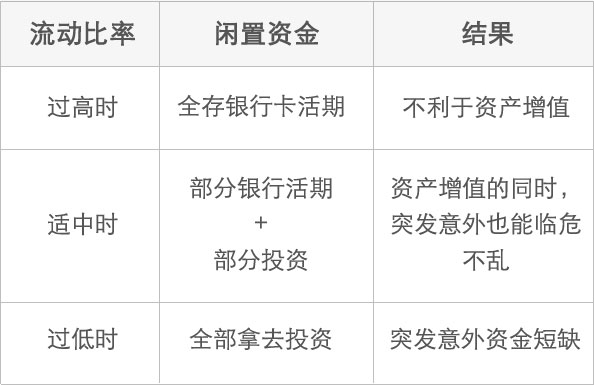 流动比率 闲置资金 结果
过高时 全存银行卡活期 不利于资产增值
适中时
部分银行活期
+
部分投资
资产增值的同时，
突发意外也能临危
不乱
过低时 全部拿去投资 突发意外资金短缺